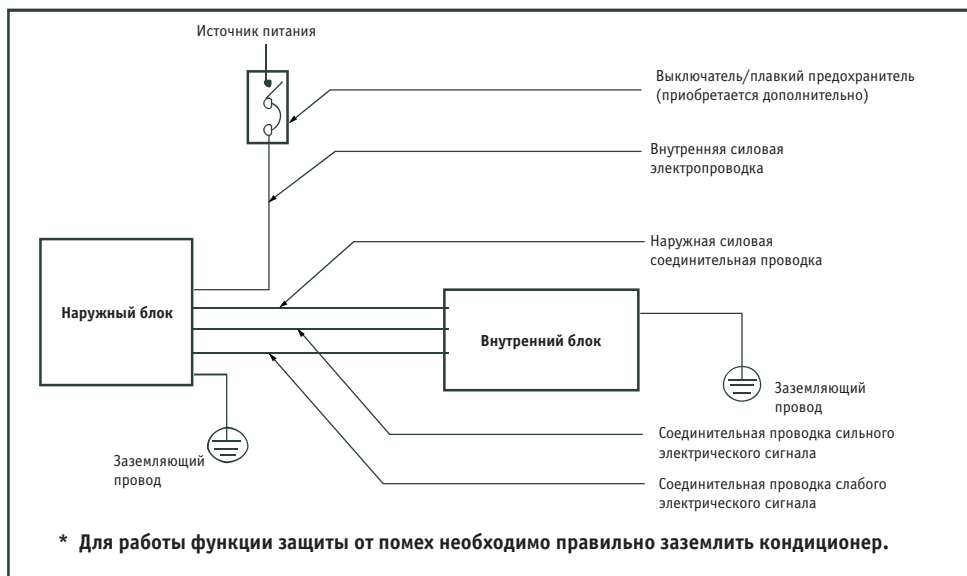 Источник питания
Выключатель/плавкий предохранитель
(приобретается дополнительно)
Внутренняя силовая
электропроводка
Наружная силовая
соединительная проводка
Наружный блок
Внутренний блок
Заземляющий
провод
Соединительная проводка сильного
электрического сигнала
Заземляющий
провод
Соединительная проводка слабого
электрического сигнала
* Для работы функции защиты от помех необходимо правильно заземлить кондиционер.